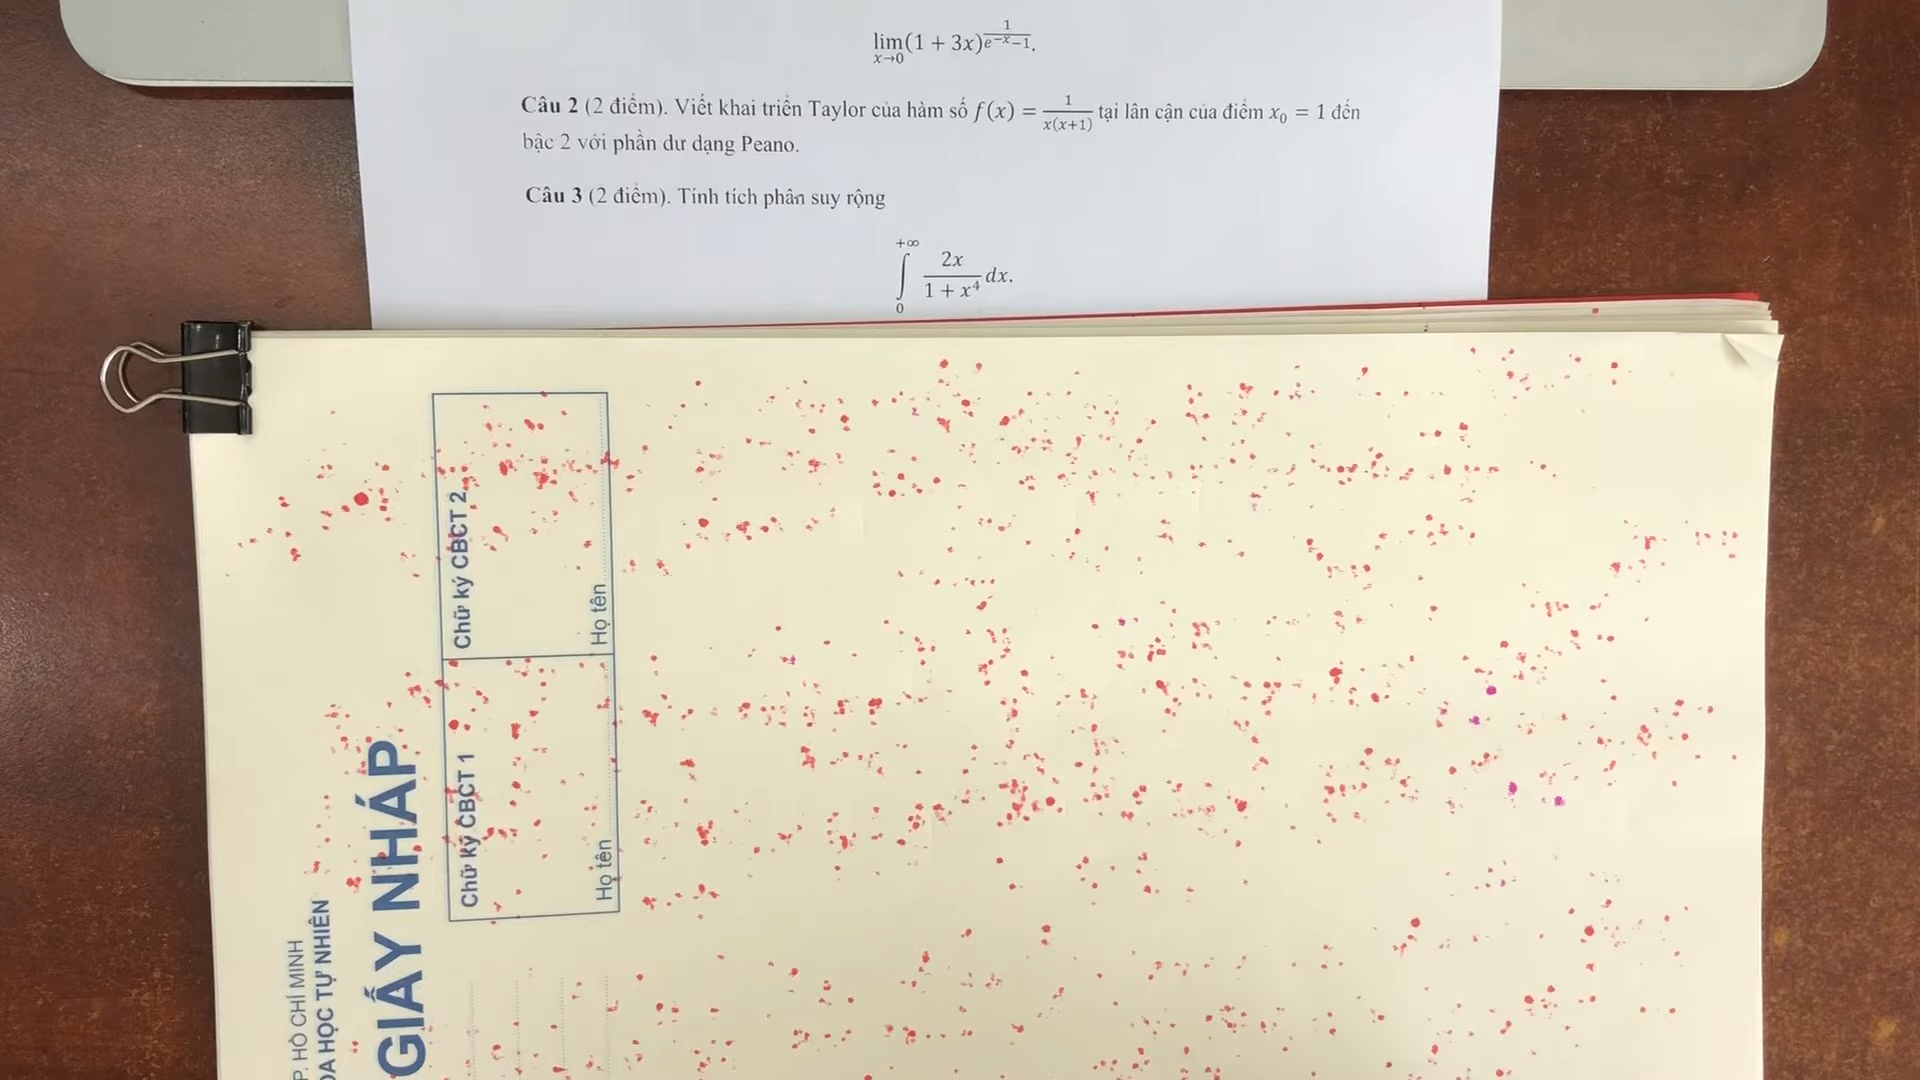 lim(1 + 3x)^{1/(e^{-x}-1)}.
x→0
Câu 2 (2 điểm). Viết khai triển Taylor của hàm số f(x) = 1/(x(x+1)) tại lân cận của điểm x₀ = 1 đến
bậc 2 với phần dư dạng Peano.
Câu 3 (2 điểm). Tính tích phân suy rộng
∫₀^{+∞} 2x/(1 + x⁴) dx.
P. HỒ CHÍ MINH
OA HỌC TỰ NHIÊN
GIẤY NHÁP
Chữ ký CBCT 1
Họ tên
Chữ ký CBCT 2
Họ tên